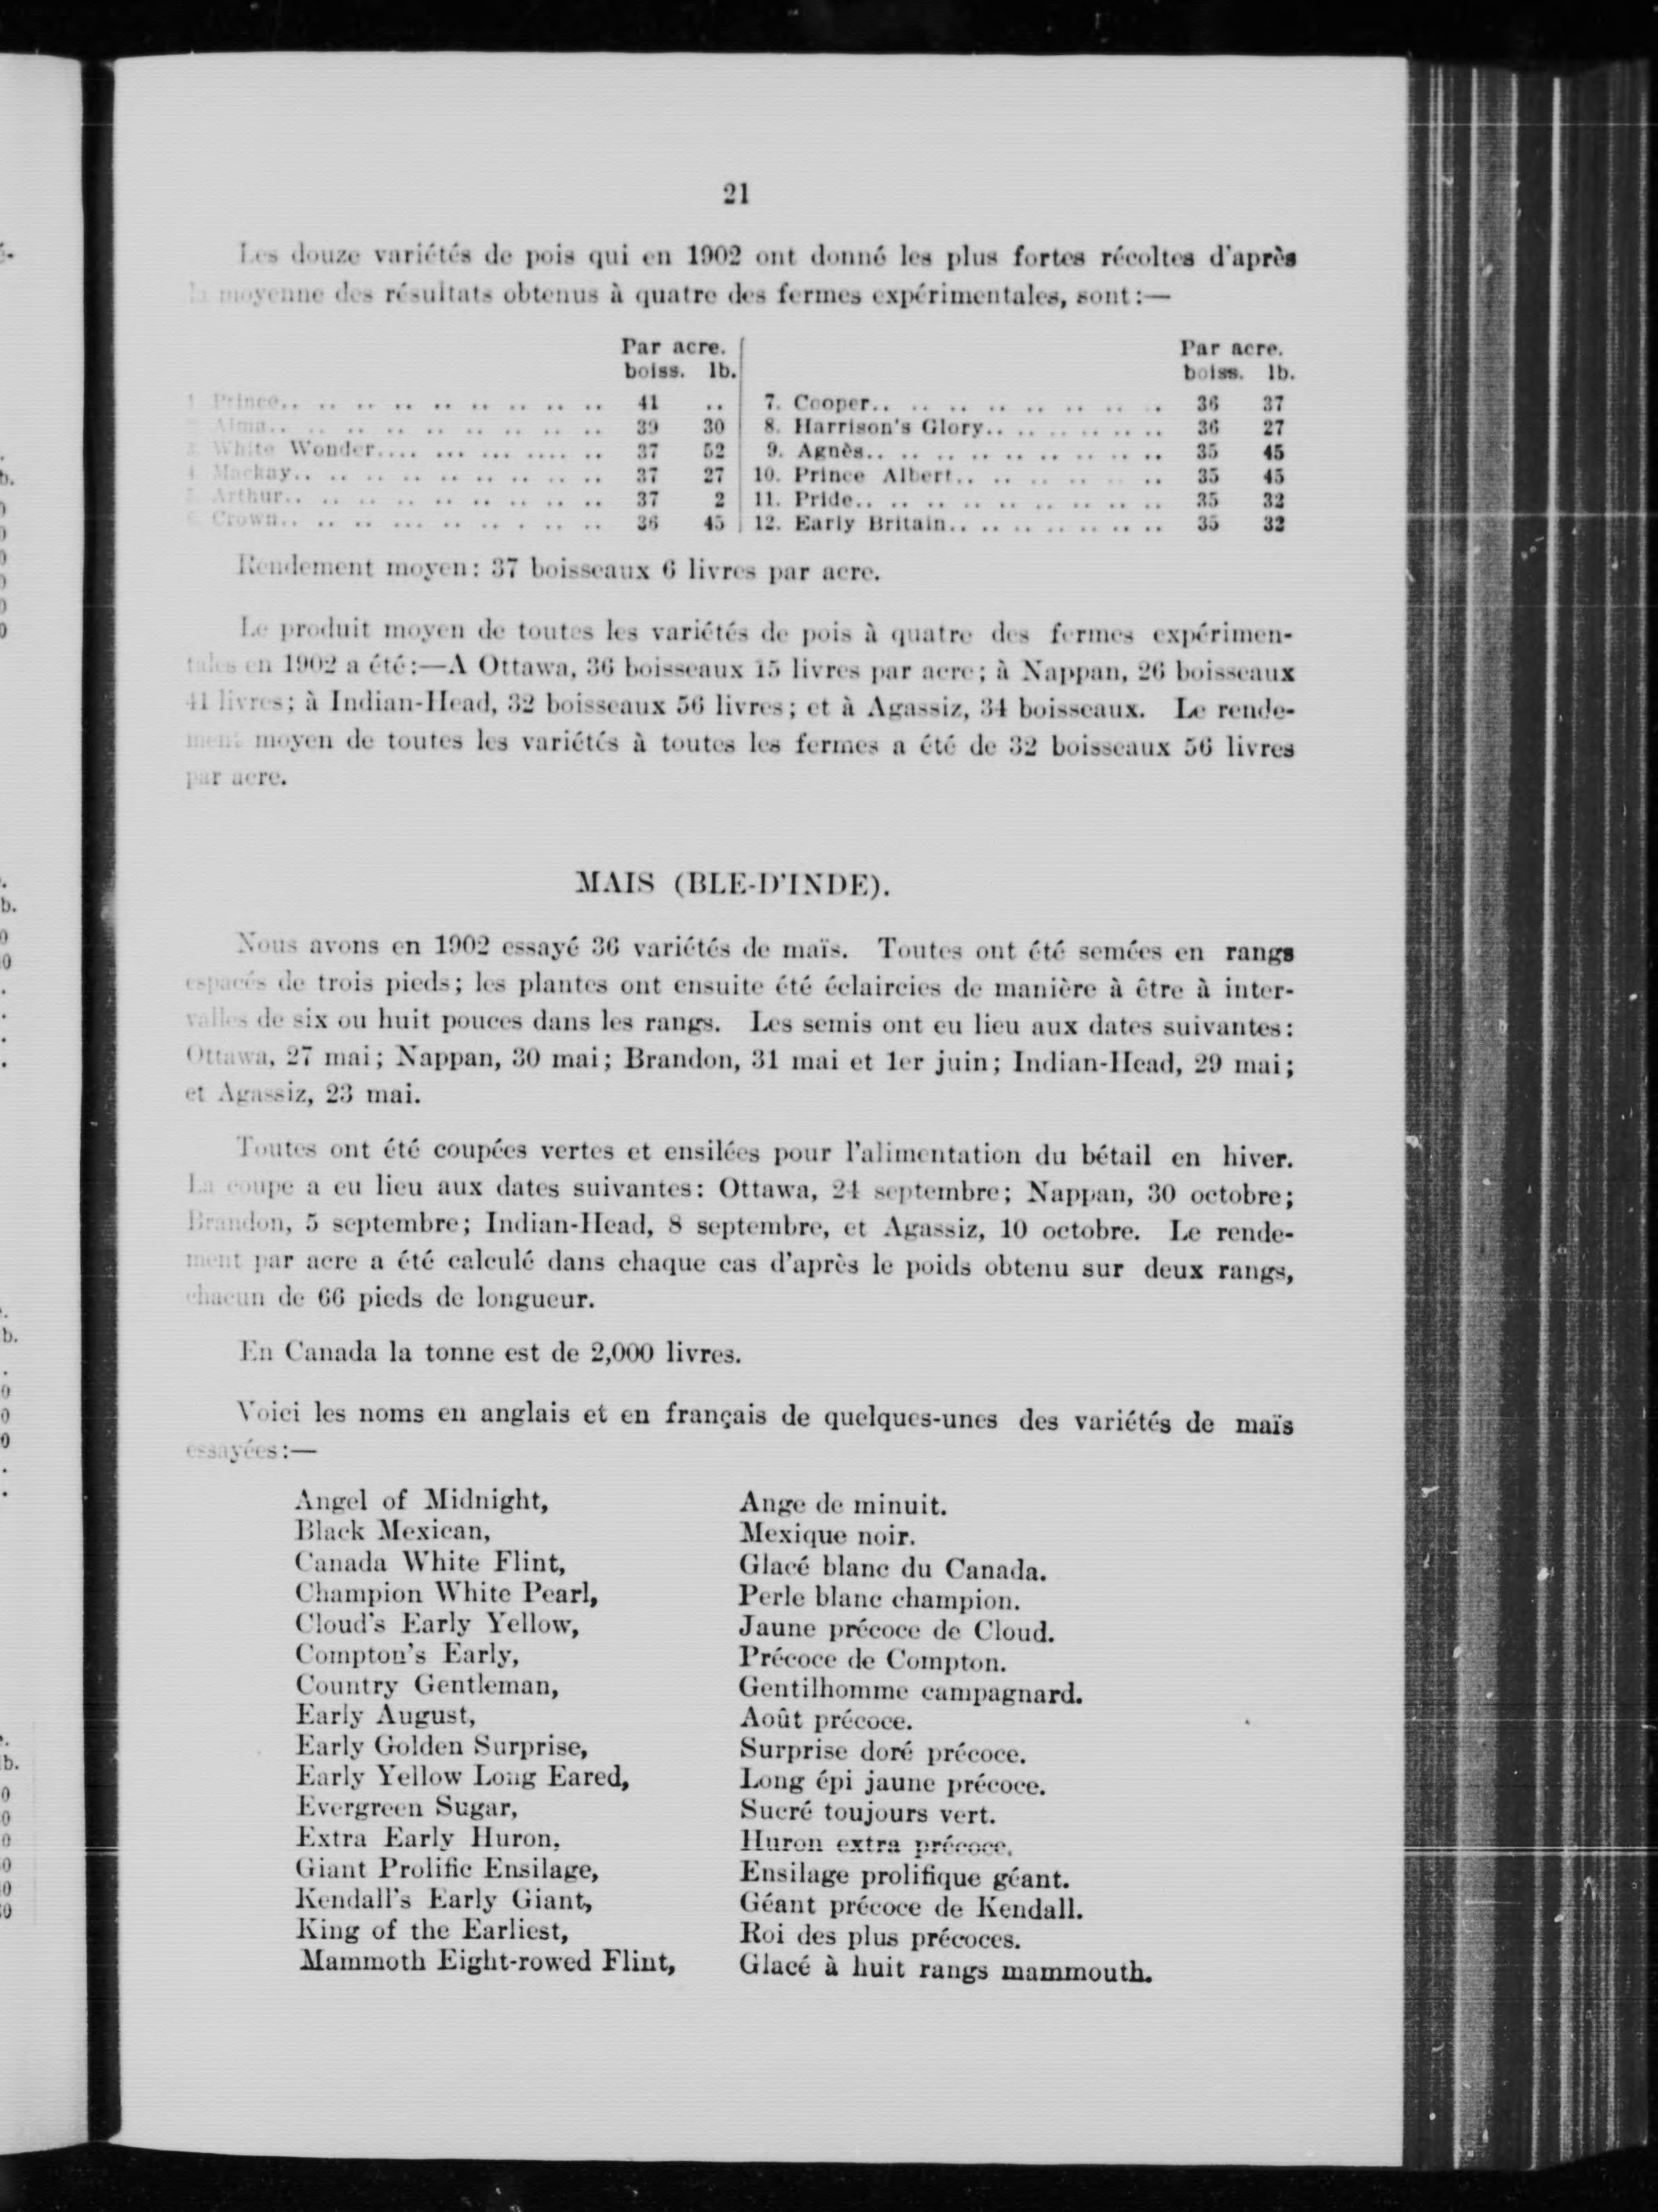 21
Les douze variétés de pois qui en 1902 ont donné les plus fortes récoltes d'après
la moyenne des résultats obtenus à quatre des fermes expérimentales, sont:—
Par acre. Par acre.
boiss. lb. boiss. lb.
1. Prince.. .. .. .. .. .. .. .. .. 41 .. 7. Cooper.. .. .. .. .. .. .. .. 36 37
2. Alma.. .. .. .. .. .. .. .. .. 39 30 8. Harrison's Glory.. .. .. .. .. 36 27
3. White Wonder.... ... ... .... .. 37 52 9. Agnès.. .. .. .. .. .. .. .. 35 45
4. Mackay.. .. .. .. .. .. .. .. .. 37 27 10. Prince Albert.. .. .. .. .. .. 35 45
5. Arthur.. .. .. .. .. .. .. .. .. 37 2 11. Pride.. .. .. .. .. .. .. .. .. 35 32
6. Crown.. .. .. ... .. .. . .. .. 36 45 12. Early Britain.. .. .. .. .. .. 35 32
Rendement moyen: 37 boisseaux 6 livres par acre.
Le produit moyen de toutes les variétés de pois à quatre des fermes expérimen-
tales en 1902 a été:—A Ottawa, 36 boisseaux 15 livres par acre; à Nappan, 26 boisseaux
41 livres; à Indian-Head, 32 boisseaux 56 livres; et à Agassiz, 34 boisseaux. Le rende-
ment moyen de toutes les variétés à toutes les fermes a été de 32 boisseaux 56 livres
par acre.
MAIS (BLE-D'INDE).
Nous avons en 1902 essayé 36 variétés de maïs. Toutes ont été semées en rangs
espacés de trois pieds; les plantes ont ensuite été éclaircies de manière à être à inter-
valles de six ou huit pouces dans les rangs. Les semis ont eu lieu aux dates suivantes:
Ottawa, 27 mai; Nappan, 30 mai; Brandon, 31 mai et 1er juin; Indian-Head, 29 mai;
et Agassiz, 23 mai.
Toutes ont été coupées vertes et ensilées pour l'alimentation du bétail en hiver.
La coupe a eu lieu aux dates suivantes: Ottawa, 24 septembre; Nappan, 30 octobre;
Brandon, 5 septembre; Indian-Head, 8 septembre, et Agassiz, 10 octobre. Le rende-
ment par acre a été calculé dans chaque cas d'après le poids obtenu sur deux rangs,
chacun de 66 pieds de longueur.
En Canada la tonne est de 2,000 livres.
Voici les noms en anglais et en français de quelques-unes des variétés de maïs
essayées:—
Angel of Midnight, Ange de minuit.
Black Mexican, Mexique noir.
Canada White Flint, Glacé blanc du Canada.
Champion White Pearl, Perle blanc champion.
Cloud's Early Yellow, Jaune précoce de Cloud.
Compton's Early, Précoce de Compton.
Country Gentleman, Gentilhomme campagnard.
Early August, Août précoce.
Early Golden Surprise, Surprise doré précoce.
Early Yellow Long Eared, Long épi jaune précoce.
Evergreen Sugar, Sucré toujours vert.
Extra Early Huron, Huron extra précoce.
Giant Prolific Ensilage, Ensilage prolifique géant.
Kendall's Early Giant, Géant précoce de Kendall.
King of the Earliest, Roi des plus précoces.
Mammoth Eight-rowed Flint, Glacé à huit rangs mammouth.